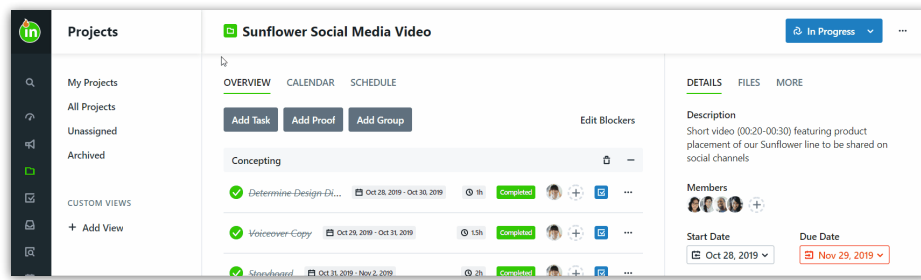 in
Projects
Sunflower Social Media Video
In Progress
My Projects
All Projects
Unassigned
Archived
CUSTOM VIEWS
+ Add View
OVERVIEW CALENDAR SCHEDULE
Add Task Add Proof Add Group
Edit Blockers
Concepting
Determine Design Di... Oct 28, 2019 - Oct 30, 2019 1h Completed
Voiceover Copy Oct 29, 2019 - Oct 31, 2019 1.5h Completed
Storyboard Oct 31, 2019 - Nov 2, 2019 2h Completed
DETAILS FILES MORE
Description
Short video (00:20-00:30) featuring product
placement of our Sunflower line to be shared on
social channels
Members
Start Date Due Date
Oct 28, 2019 Nov 29, 2019